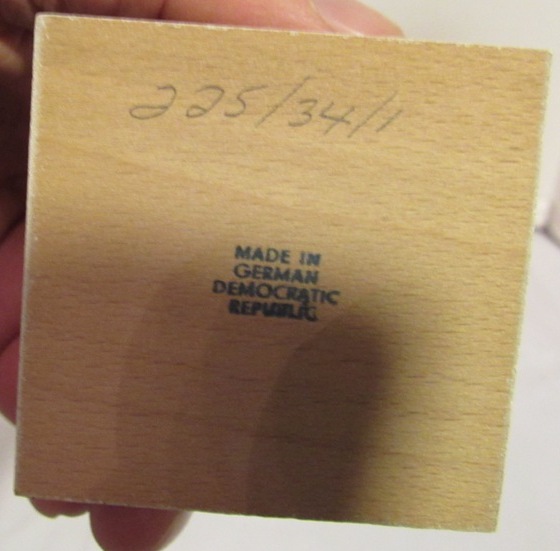 225/34/1
MADE IN
GERMAN
DEMOCRATIC
REPUBLIC